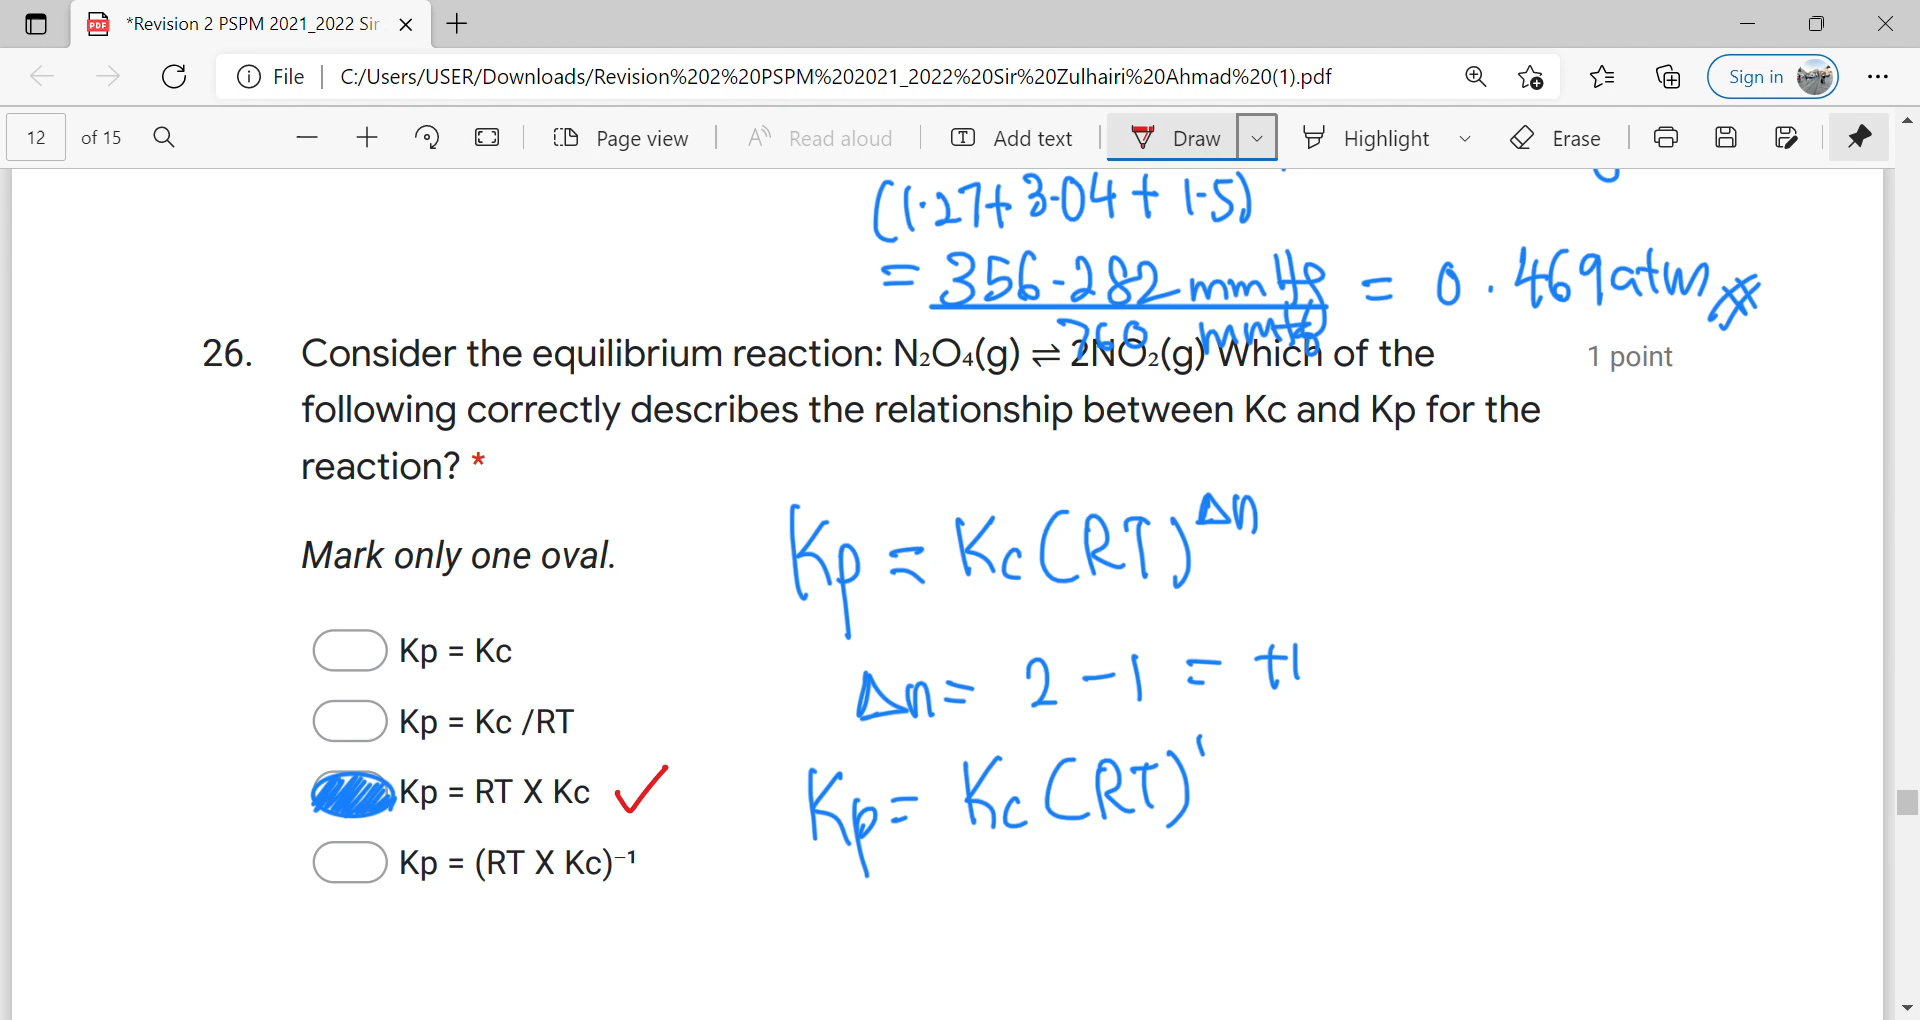 *Revision 2 PSPM 2021_2022 Sir
File
C:/Users/USER/Downloads/Revision%202%20PSPM%202021_2022%20Sir%20Zulhairi%20Ahmad%20(1).pdf
Sign in
12 of 15
Page view
Read aloud
Add text
Draw
Highlight
Erase
(1.27+3.04+1.5)
= 356.282 mmHg = 0.469atm
760 mmHg
26. Consider the equilibrium reaction: N₂O₄(g) ⇌ 2NO₂(g) Which of the 1 point
following correctly describes the relationship between Kc and Kp for the
reaction? *
Kp = Kc(RT)^Δn
Mark only one oval.
Kp = Kc
Δn = 2 - 1 = +1
Kp = Kc /RT
Kp = RT X Kc ✓
Kp = Kc(RT)¹
Kp = (RT X Kc)⁻¹